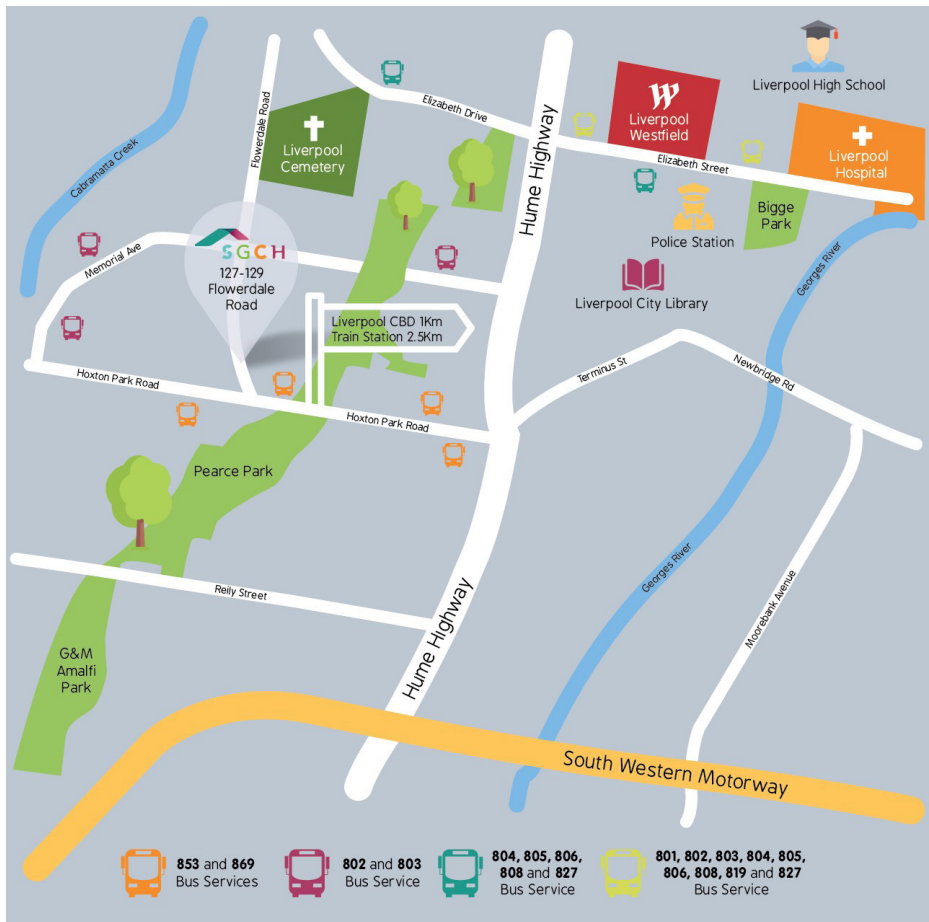 Liverpool High School
Liverpool
Westfield
Flowerdale Road
Elizabeth Drive
Hume Highway
Liverpool
Cemetery
Elizabeth Street
Liverpool
Hospital
Cabramatta Creek
Bigge
Park
Police Station
Memorial Ave
SGCH
127-129
Flowerdale
Road
Georges River
Liverpool City Library
Liverpool CBD 1Km
Train Station 2.5Km
Terminus St
Newbridge Rd
Hoxton Park Road
Hoxton Park Road
Pearce Park
Georges River
Reily Street
Moorebank Avenue
Hume Highway
G&M
Amalfi
Park
South Western Motorway
853 and 869
Bus Services
802 and 803
Bus Service
804, 805, 806,
808 and 827
Bus Service
801, 802, 803, 804, 805,
806, 808, 819 and 827
Bus Service